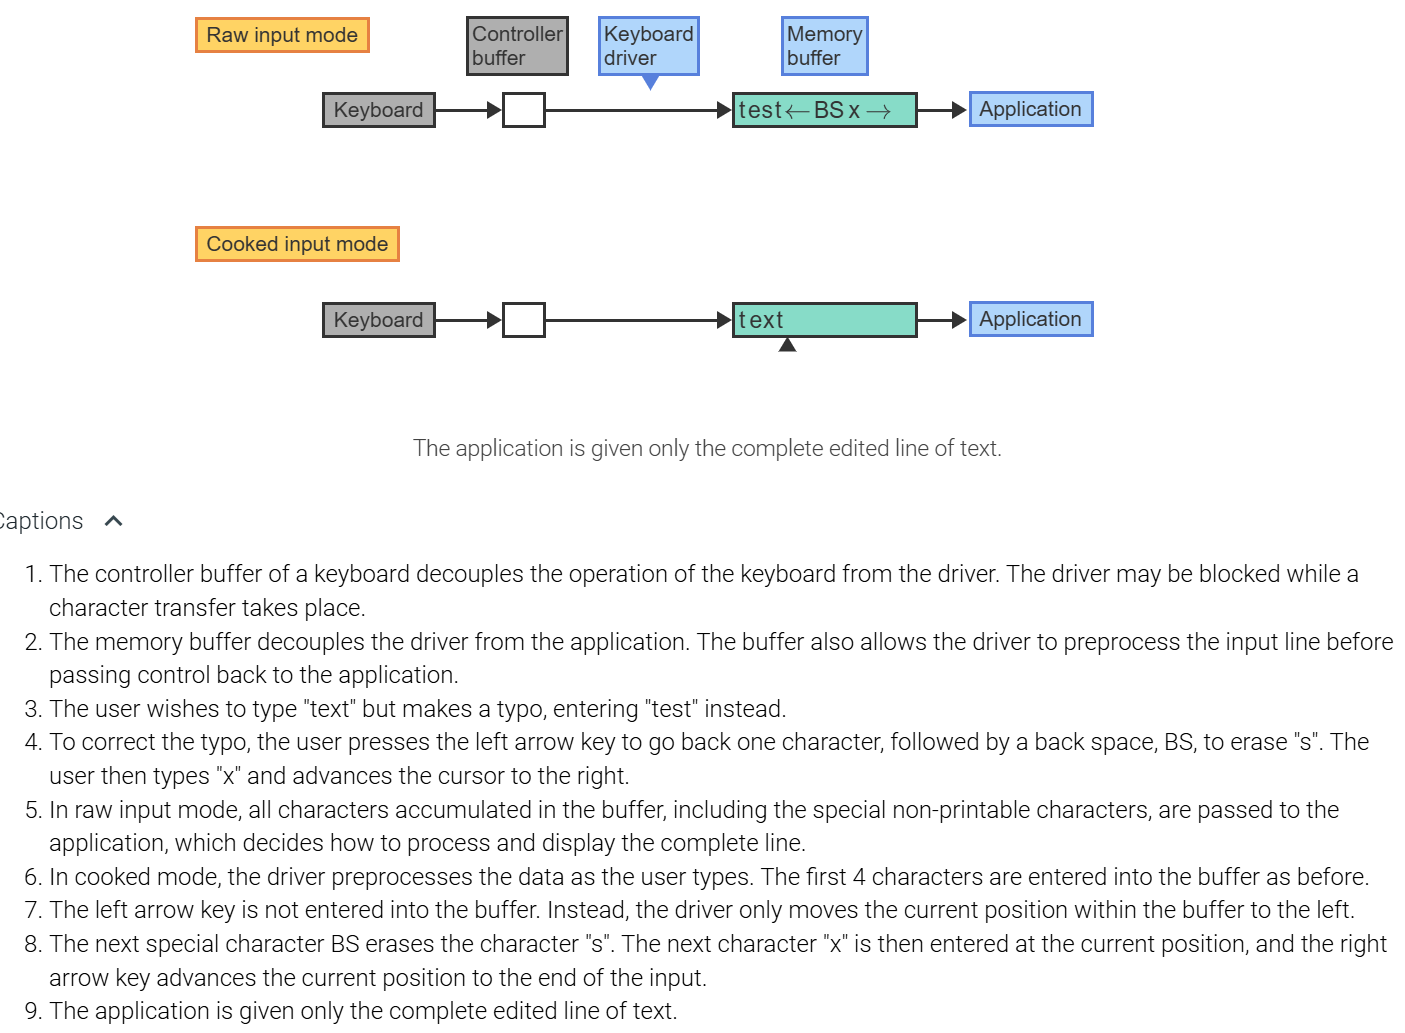 Raw input mode
Controller buffer
Keyboard driver
Memory buffer
Keyboard
test←BS x→
Application
Cooked input mode
Keyboard
text
Application
The application is given only the complete edited line of text.
Captions
1. The controller buffer of a keyboard decouples the operation of the keyboard from the driver. The driver may be blocked while a
character transfer takes place.
2. The memory buffer decouples the driver from the application. The buffer also allows the driver to preprocess the input line before
passing control back to the application.
3. The user wishes to type "text" but makes a typo, entering "test" instead.
4. To correct the typo, the user presses the left arrow key to go back one character, followed by a back space, BS, to erase "s". The
user then types "x" and advances the cursor to the right.
5. In raw input mode, all characters accumulated in the buffer, including the special non-printable characters, are passed to the
application, which decides how to process and display the complete line.
6. In cooked mode, the driver preprocesses the data as the user types. The first 4 characters are entered into the buffer as before.
7. The left arrow key is not entered into the buffer. Instead, the driver only moves the current position within the buffer to the left.
8. The next special character BS erases the character "s". The next character "x" is then entered at the current position, and the right
arrow key advances the current position to the end of the input.
9. The application is given only the complete edited line of text.